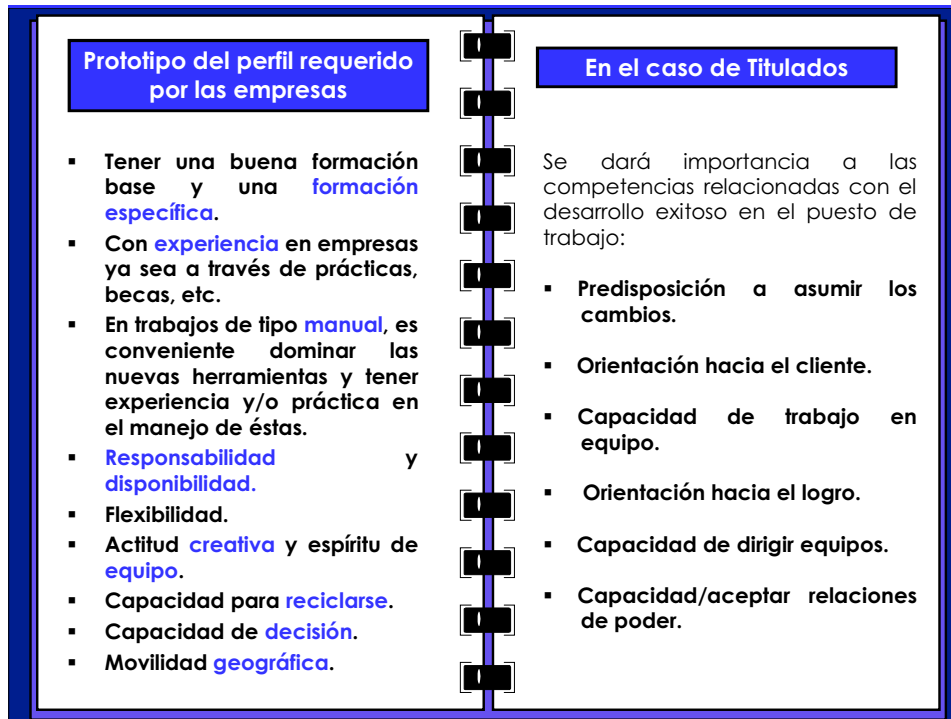 Prototipo del perfil requerido
por las empresas
▪ Tener una buena formación
base y una formación
específica.
▪ Con experiencia en empresas
ya sea a través de prácticas,
becas, etc.
▪ En trabajos de tipo manual, es
conveniente dominar las
nuevas herramientas y tener
experiencia y/o práctica en
el manejo de éstas.
▪ Responsabilidad y
disponibilidad.
▪ Flexibilidad.
▪ Actitud creativa y espíritu de
equipo.
▪ Capacidad para reciclarse.
▪ Capacidad de decisión.
▪ Movilidad geográfica.
En el caso de Titulados
Se dará importancia a las
competencias relacionadas con el
desarrollo exitoso en el puesto de
trabajo:
▪ Predisposición a asumir los
cambios.
▪ Orientación hacia el cliente.
▪ Capacidad de trabajo en
equipo.
▪ Orientación hacia el logro.
▪ Capacidad de dirigir equipos.
▪ Capacidad/aceptar relaciones
de poder.